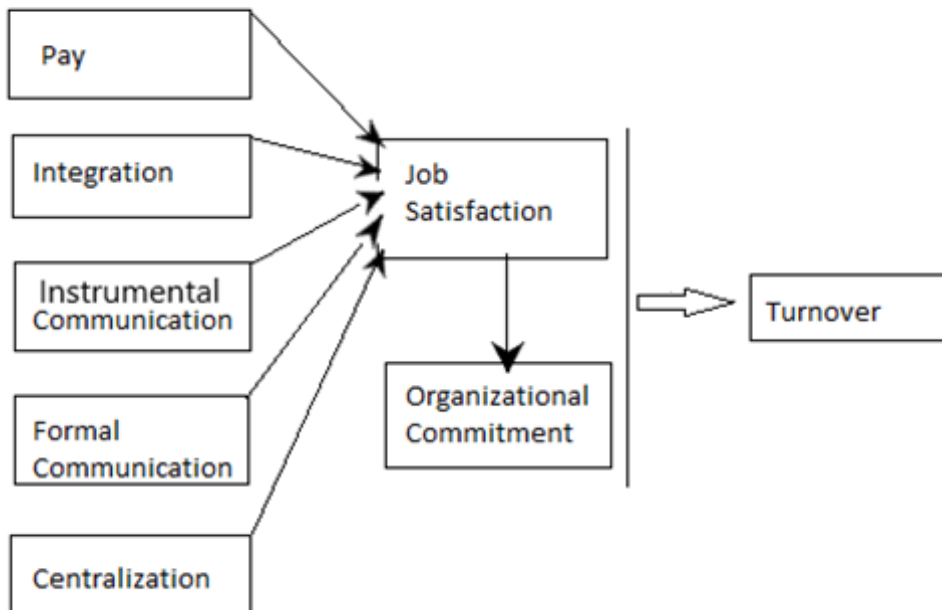 Pay
Integration
Instrumental
Communication
Formal
Communication
Centralization
Job
Satisfaction
Organizational
Commitment
Turnover